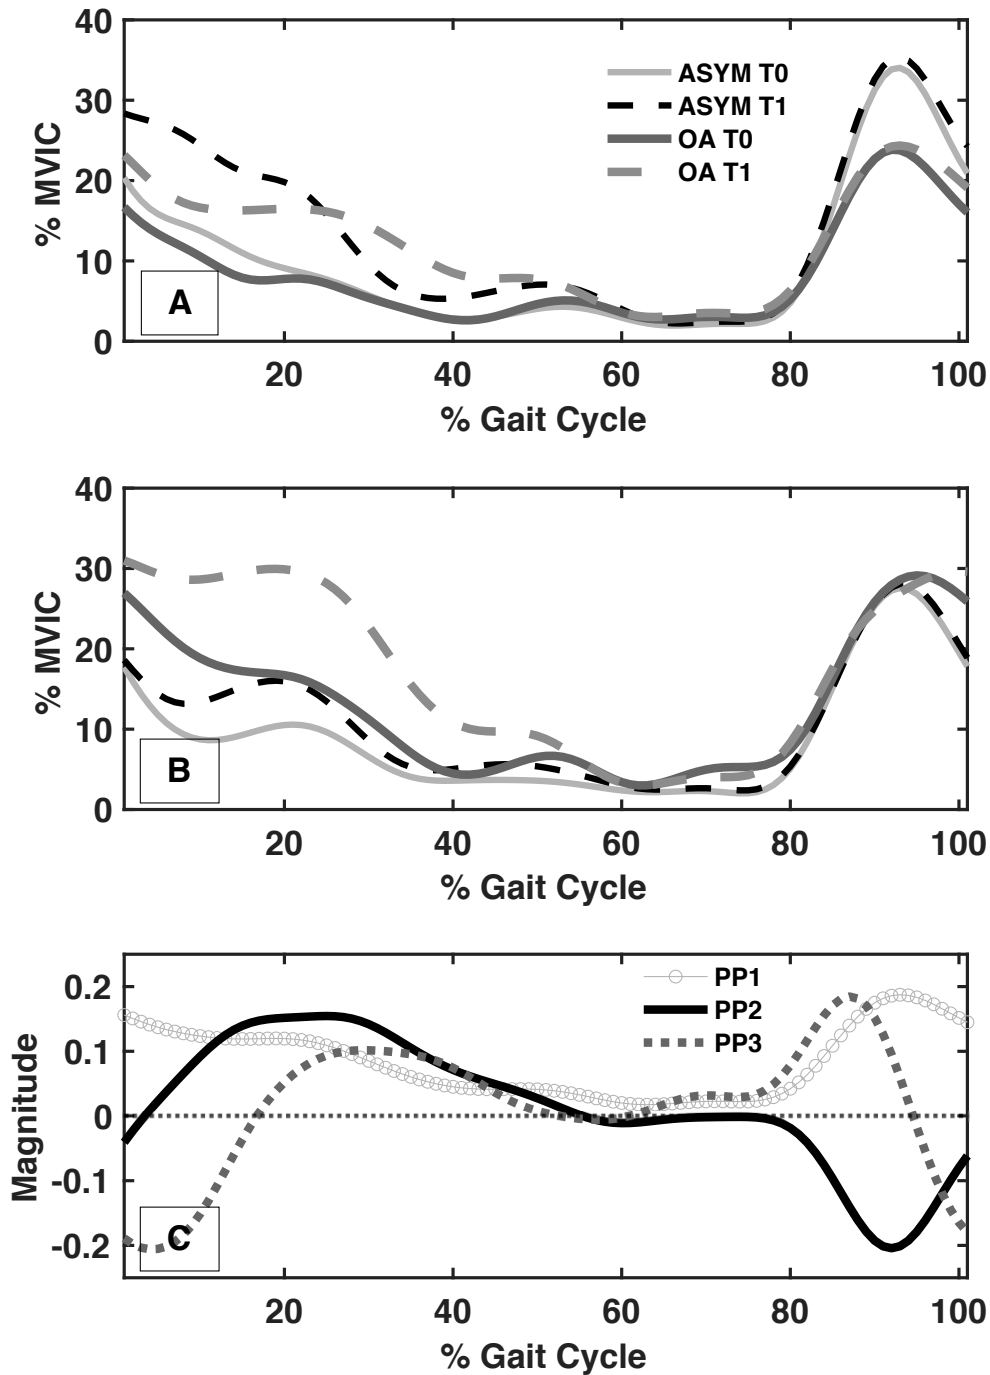 40
30
20
10
0
% MVIC
ASYM T0
ASYM T1
OA T0
OA T1
A
20 40 60 80 100
% Gait Cycle
40
30
20
10
0
% MVIC
B
20 40 60 80 100
% Gait Cycle
0.2
0.1
0
-0.1
-0.2
Magnitude
PP1
PP2
PP3
C
20 40 60 80 100
% Gait Cycle